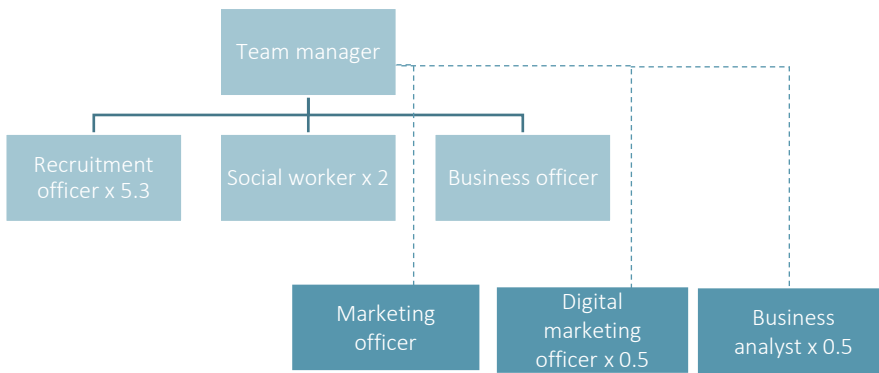 Team manager
Recruitment
officer x 5.3
Social worker x 2
Business officer
Marketing
officer
Digital
marketing
officer x 0.5
Business
analyst x 0.5